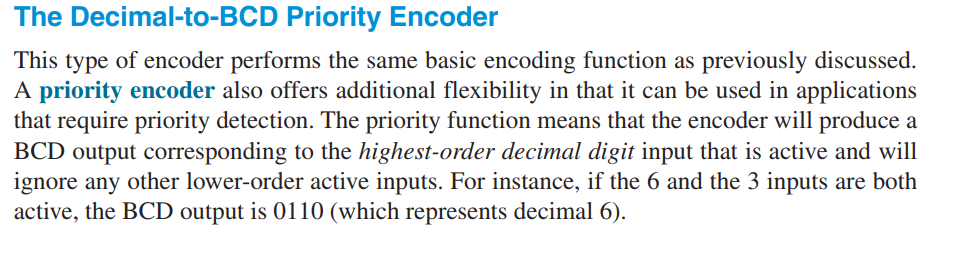 The Decimal-to-BCD Priority Encoder
This type of encoder performs the same basic encoding function as previously discussed.
A priority encoder also offers additional flexibility in that it can be used in applications
that require priority detection. The priority function means that the encoder will produce a
BCD output corresponding to the highest-order decimal digit input that is active and will
ignore any other lower-order active inputs. For instance, if the 6 and the 3 inputs are both
active, the BCD output is 0110 (which represents decimal 6).